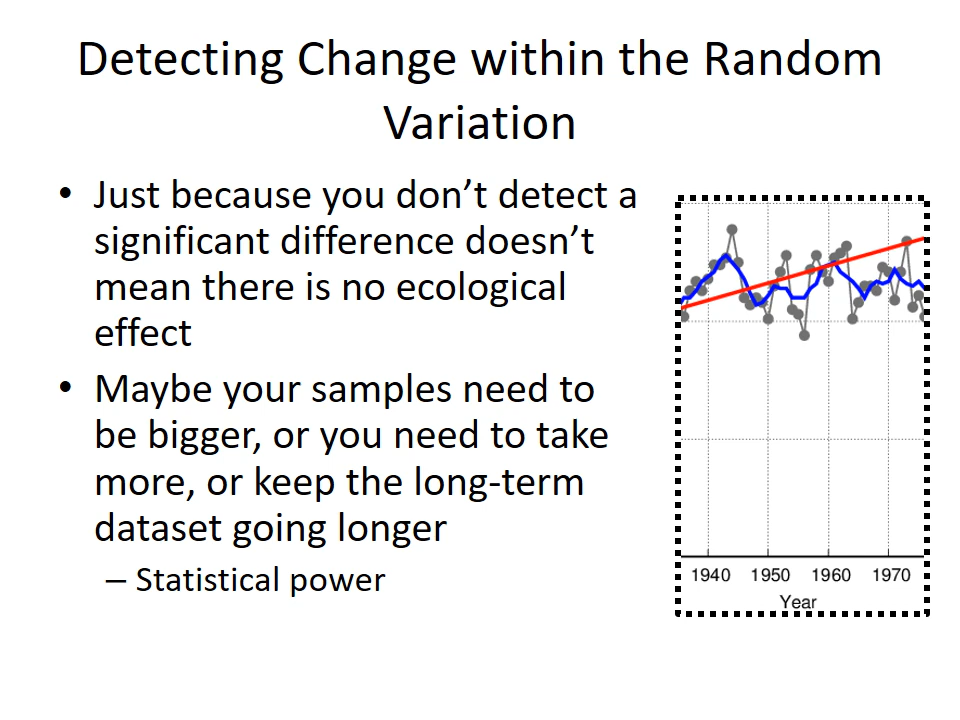 Detecting Change within the Random
Variation
• Just because you don’t detect a
significant difference doesn’t
mean there is no ecological
effect
• Maybe your samples need to
be bigger, or you need to take
more, or keep the long-term
dataset going longer
– Statistical power
1940 1950 1960 1970
Year